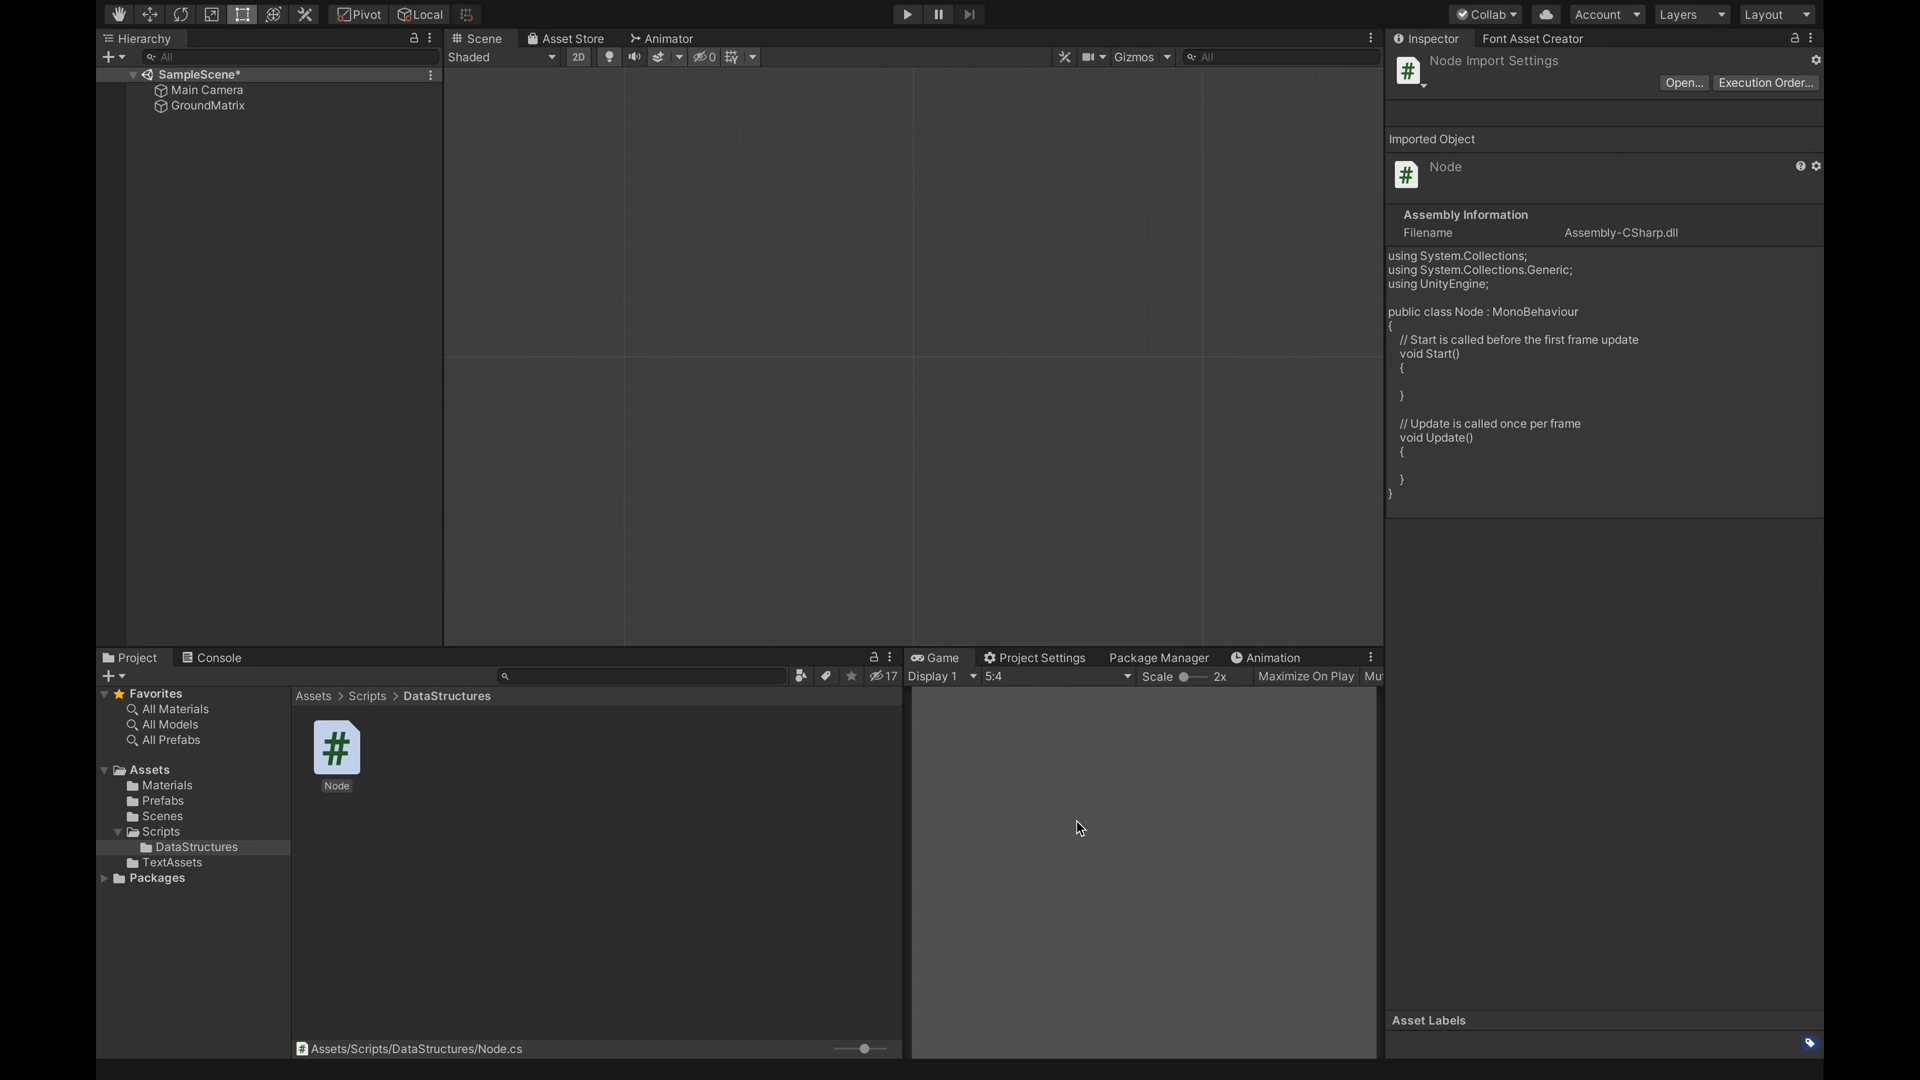 Pivot Local Collab Account Layers Layout
Hierarchy
All
SampleScene*
Main Camera
GroundMatrix
Scene Asset Store Animator
Shaded 2D 0 Gizmos All
Inspector Font Asset Creator
Node Import Settings
Open... Execution Order...
Imported Object
Node
Assembly Information
Filename Assembly-CSharp.dll
using System.Collections;
using System.Collections.Generic;
using UnityEngine;
public class Node : MonoBehaviour
{
// Start is called before the first frame update
void Start()
{
}
// Update is called once per frame
void Update()
{
}
}
Project Console
17
Favorites
All Materials
All Models
All Prefabs
Assets
Materials
Prefabs
Scenes
Scripts
DataStructures
TextAssets
Packages
Assets > Scripts > DataStructures
#
Node
Assets/Scripts/DataStructures/Node.cs
Game Project Settings Package Manager Animation
Display 1 5:4 Scale 2x Maximize On Play Mu
Asset Labels